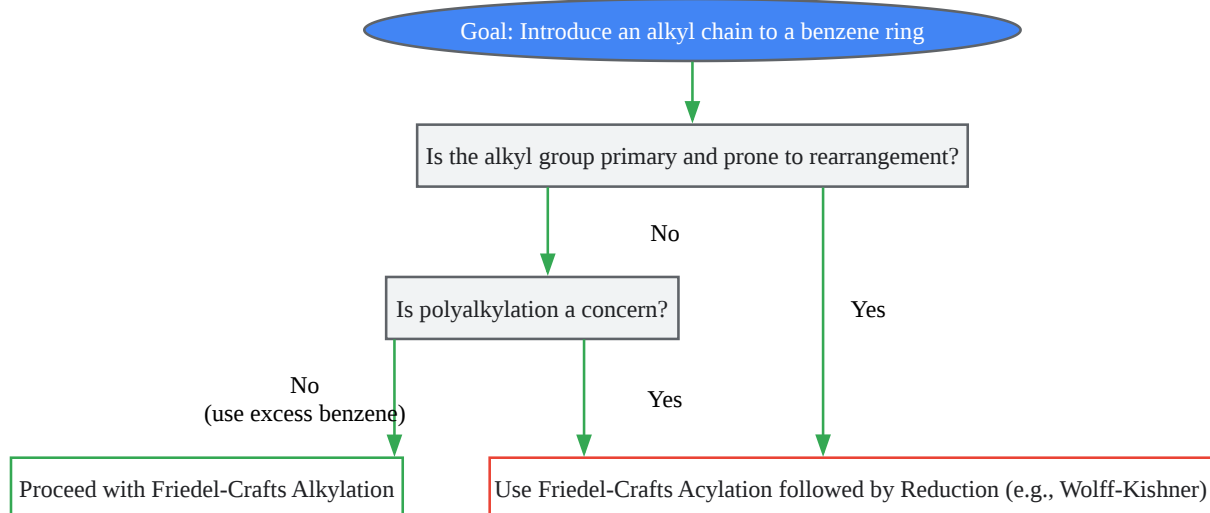 Goal: Introduce an alkyl chain to a benzene ring
Is the alkyl group primary and prone to rearrangement?
No
Is polyalkylation a concern?
Yes
No
(use excess benzene)
Yes
Proceed with Friedel-Crafts Alkylation
Use Friedel-Crafts Acylation followed by Reduction (e.g., Wolff-Kishner)